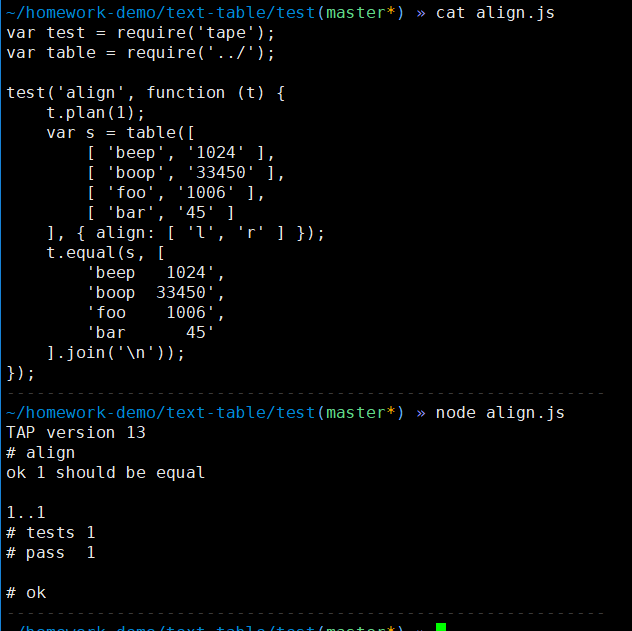 ~/homework-demo/text-table/test(master*) » cat align.js
var test = require('tape');
var table = require('../');

test('align', function (t) {
    t.plan(1);
    var s = table([
        [ 'beep', '1024' ],
        [ 'boop', '33450' ],
        [ 'foo', '1006' ],
        [ 'bar', '45' ]
    ], { align: [ 'l', 'r' ] });
    t.equal(s, [
        'beep   1024',
        'boop  33450',
        'foo    1006',
        'bar      45'
    ].join('\n'));
});
------------------------------------------------------------
~/homework-demo/text-table/test(master*) » node align.js
TAP version 13
# align
ok 1 should be equal

1..1
# tests 1
# pass  1

# ok
------------------------------------------------------------
~/homework-demo/text-table/test(master*) »